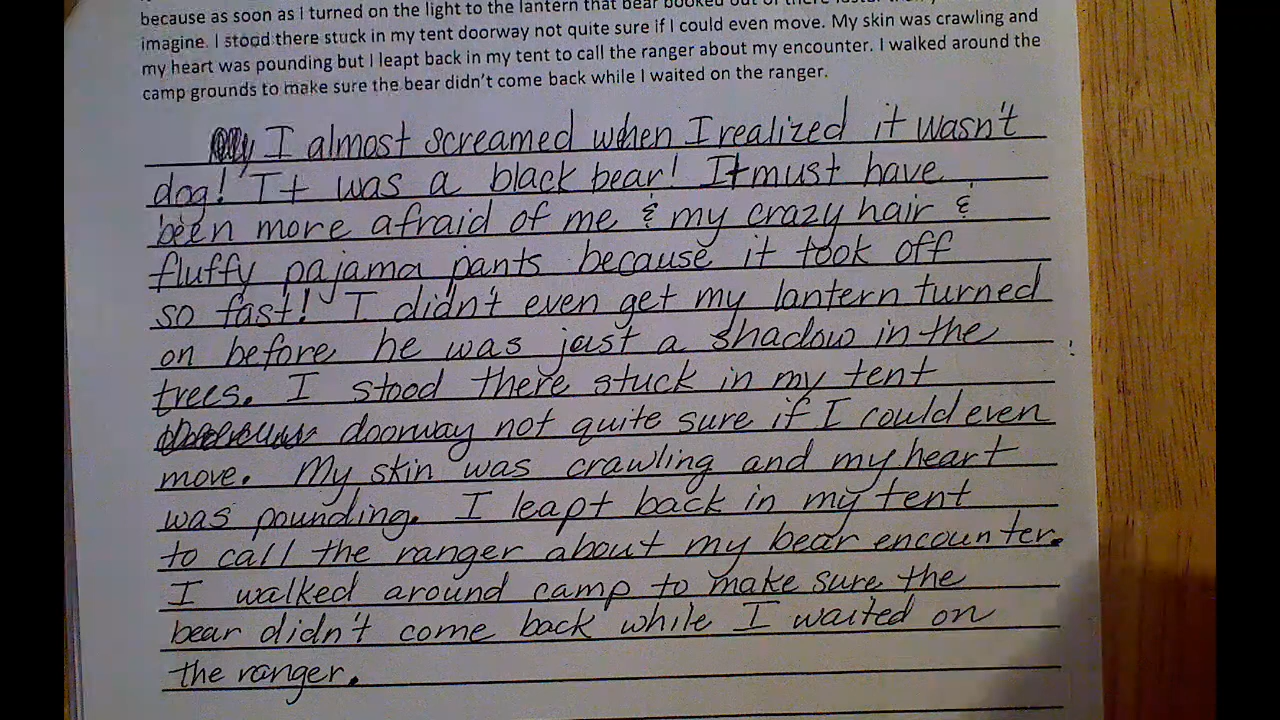 because as soon as i turned on the light to the lantern that bear booked out of there
imagine. I stood there stuck in my tent doorway not quite sure if I could even move. My skin was crawling and
my heart was pounding but I leapt back in my tent to call the ranger about my encounter. I walked around the
camp grounds to make sure the bear didn't come back while I waited on the ranger.
I almost screamed when I realized it wasn't
dog! It was a black bear! It must have
been more afraid of me & my crazy hair &
fluffy pajama pants because it took off
so fast! I didn't even get my lantern turned
on before he was just a shadow in the
trees. I stood there stuck in my tent
doorway not quite sure if I could even
move. My skin was crawling and my heart
was pounding. I leapt back in my tent
to call the ranger about my bear encounter.
I walked around camp to make sure the
bear didn't come back while I waited on
the ranger.